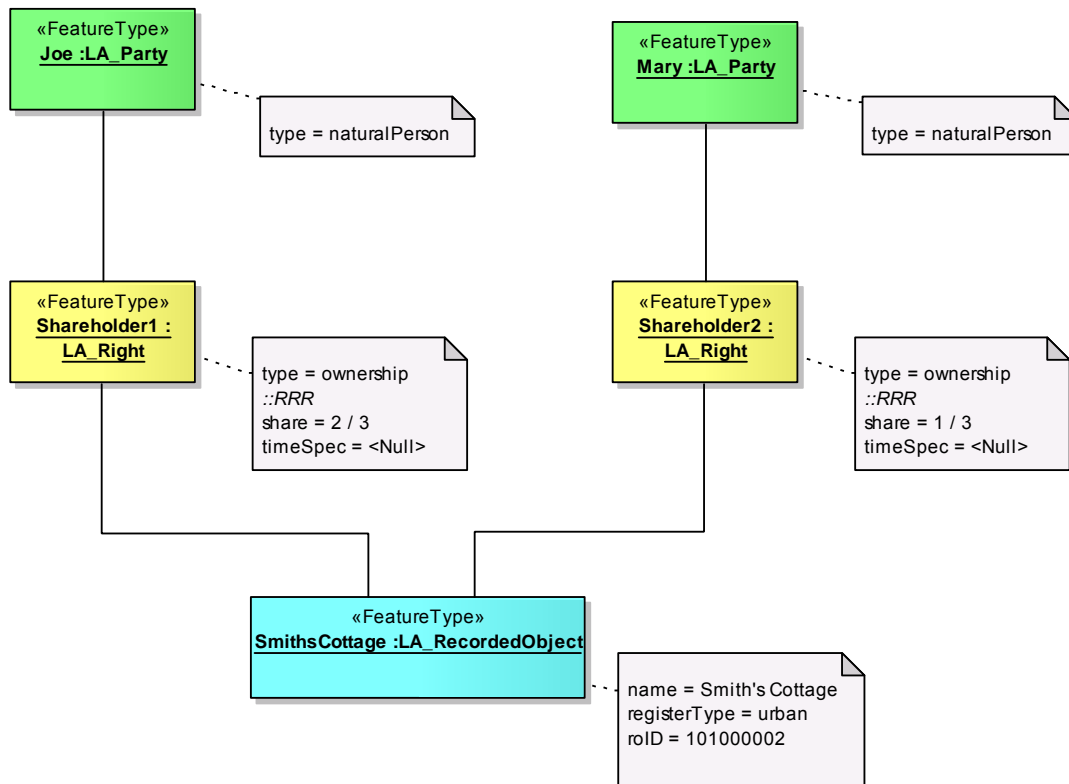 «FeatureType»
Joe :LA_Party
type = naturalPerson
«FeatureType»
Mary :LA_Party
type = naturalPerson
«FeatureType»
Shareholder1 :
LA_Right
type = ownership
::RRR
share = 2 / 3
timeSpec = <Null>
«FeatureType»
Shareholder2 :
LA_Right
type = ownership
::RRR
share = 1 / 3
timeSpec = <Null>
«FeatureType»
SmithsCottage :LA_RecordedObject
name = Smith's Cottage
registerType = urban
roID = 101000002